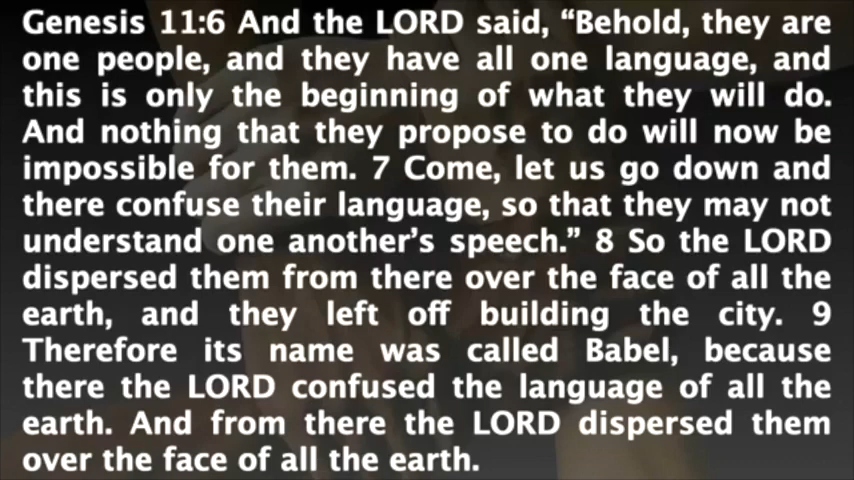 Genesis 11:6 And the LORD said, “Behold, they are
one people, and they have all one language, and
this is only the beginning of what they will do.
And nothing that they propose to do will now be
impossible for them. 7 Come, let us go down and
there confuse their language, so that they may not
understand one another’s speech.” 8 So the LORD
dispersed them from there over the face of all the
earth, and they left off building the city. 9
Therefore its name was called Babel, because
there the LORD confused the language of all the
earth. And from there the LORD dispersed them
over the face of all the earth.